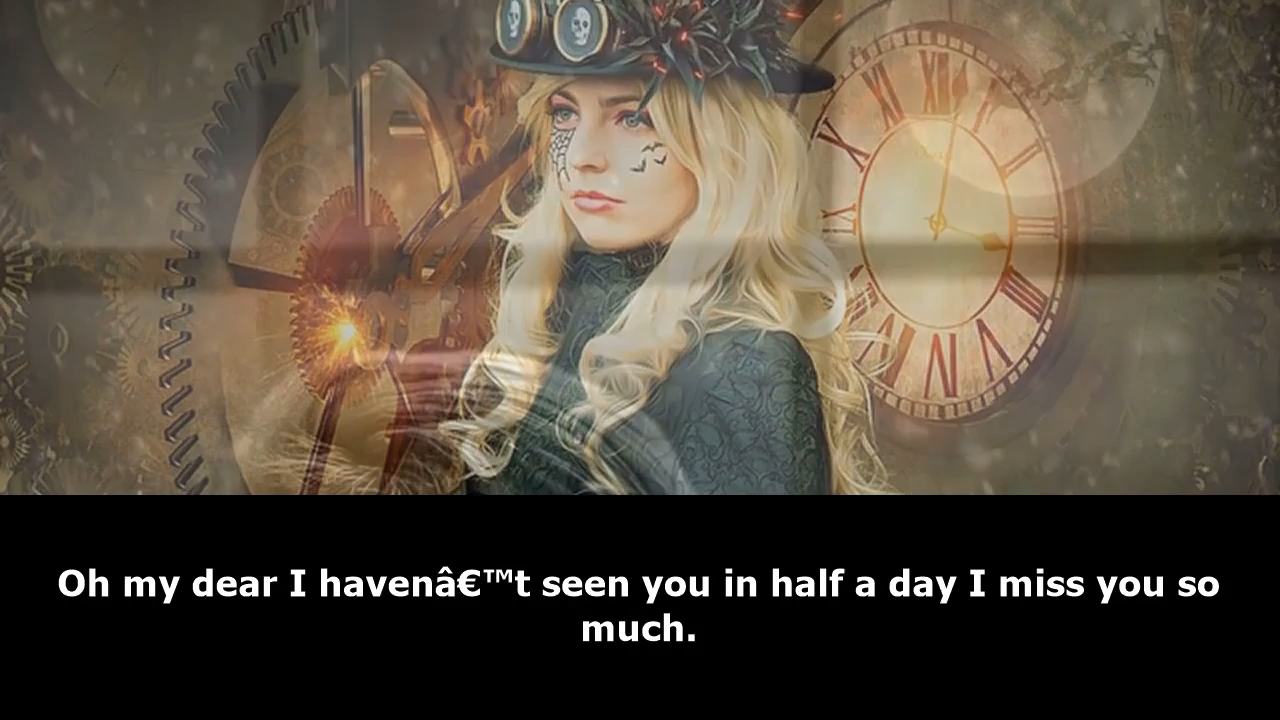 Oh my dear I havenâ€™t seen you in half a day I miss you so
much.